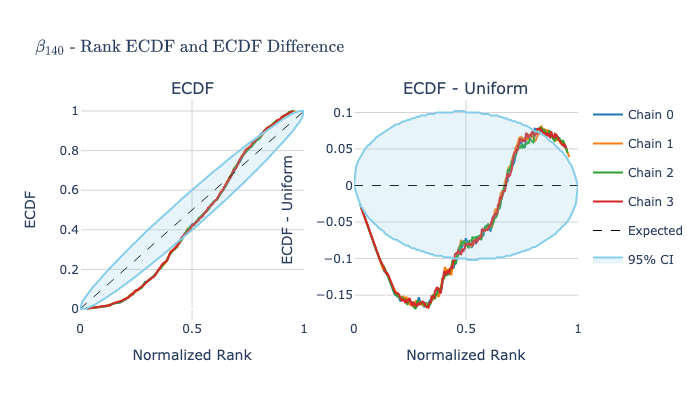 β₁₄₀ - Rank ECDF and ECDF Difference
ECDF
ECDF
1
0.8
0.6
0.4
0.2
0
0
0.5
1
Normalized Rank
ECDF - Uniform
ECDF - Uniform
0.1
0.05
0
−0.05
−0.1
−0.15
0
0.5
1
Normalized Rank
Chain 0
Chain 1
Chain 2
Chain 3
Expected
95% CI